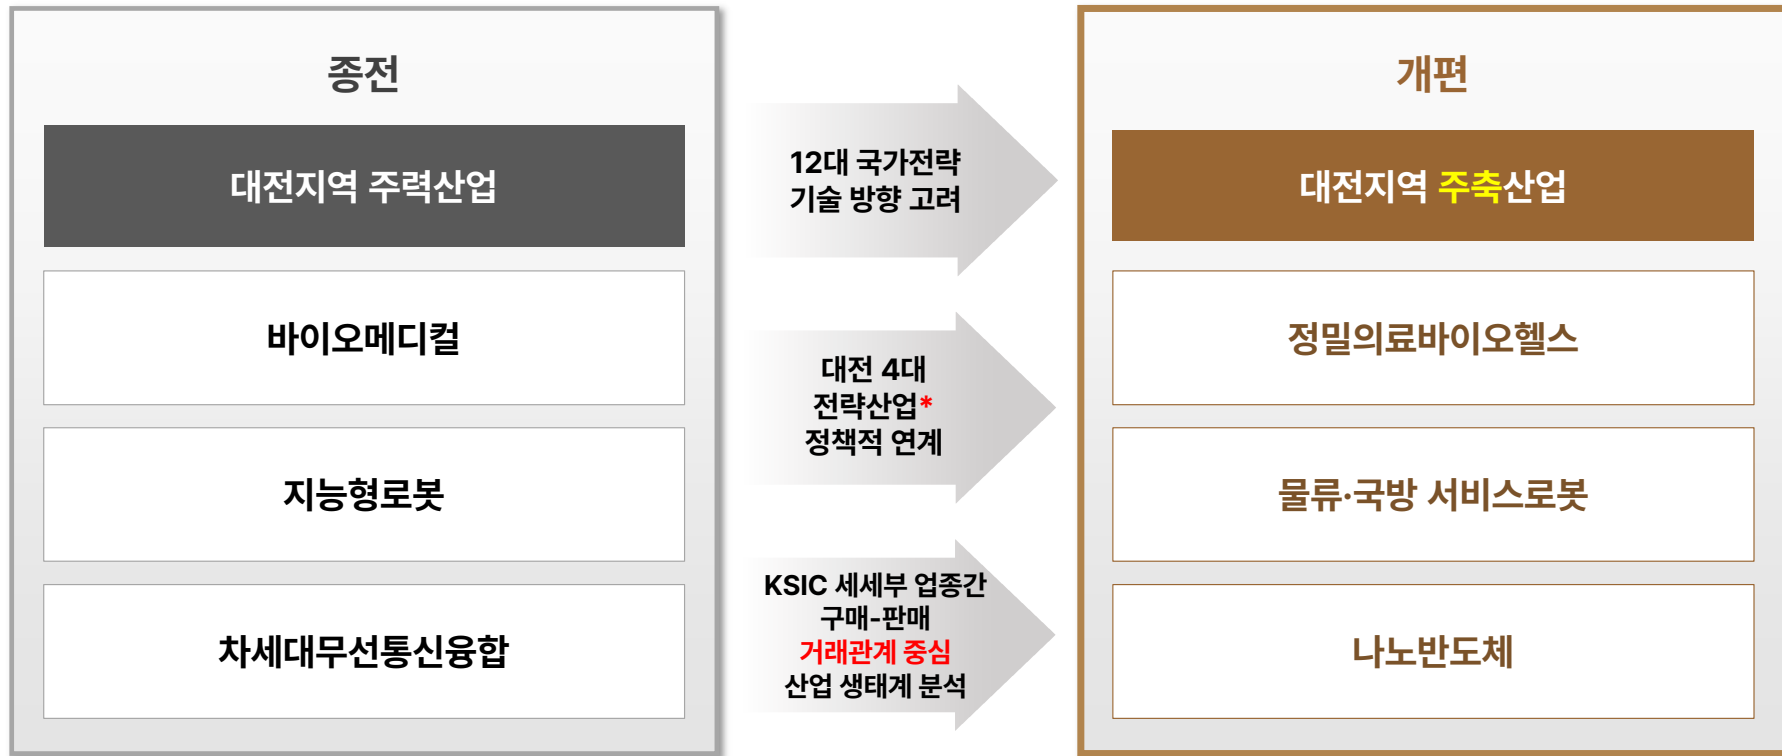 종전
대전지역 주력산업
바이오메디컬
지능형로봇
차세대무선통신융합
12대 국가전략
기술 방향 고려
대전 4대
전략산업*
정책적 연계
KSIC 세세부 업종간
구매-판매
거래관계 중심
산업 생태계 분석
개편
대전지역 주축산업
정밀의료바이오헬스
물류·국방 서비스로봇
나노반도체